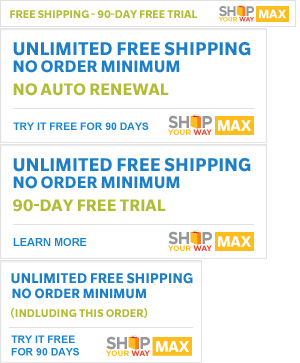 FREE SHIPPING - 90-DAY FREE TRIAL
SHOP YOUR WAY MAX
UNLIMITED FREE SHIPPING
NO ORDER MINIMUM
NO AUTO RENEWAL
TRY IT FREE FOR 90 DAYS
SHOP YOUR WAY MAX
UNLIMITED FREE SHIPPING
NO ORDER MINIMUM
90-DAY FREE TRIAL
LEARN MORE
SHOP YOUR WAY MAX
UNLIMITED FREE SHIPPING
NO ORDER MINIMUM
(INDLUDING THIS ORDER)
TRY IT FREE
FOR 90 DAYS
SHOP YOUR WAY MAX